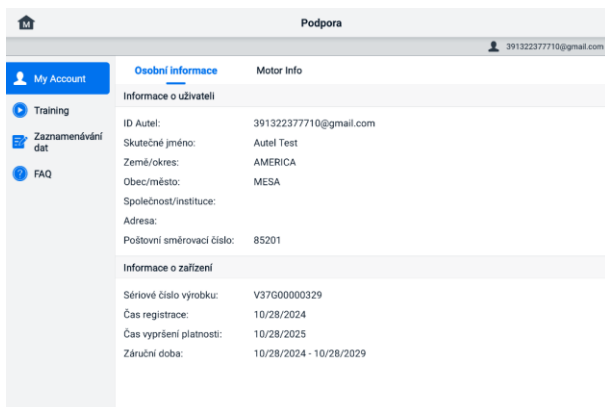 M
Podpora
391322377710@gmail.com
My Account
Training
Zaznamenávání
dat
? FAQ
Osobní informace
Motor Info
Informace o uživateli
ID Autel: 391322377710@gmail.com
Skutečné jméno: Autel Test
Země/okres: AMERICA
Obec/město: MESA
Společnost/instituce:
Adresa:
Poštovní směrovací číslo: 85201
Informace o zařízení
Sériové číslo výrobku: V37G00000329
Čas registrace: 10/28/2024
Čas vypršení platnosti: 10/28/2025
Záruční doba: 10/28/2024 - 10/28/2029